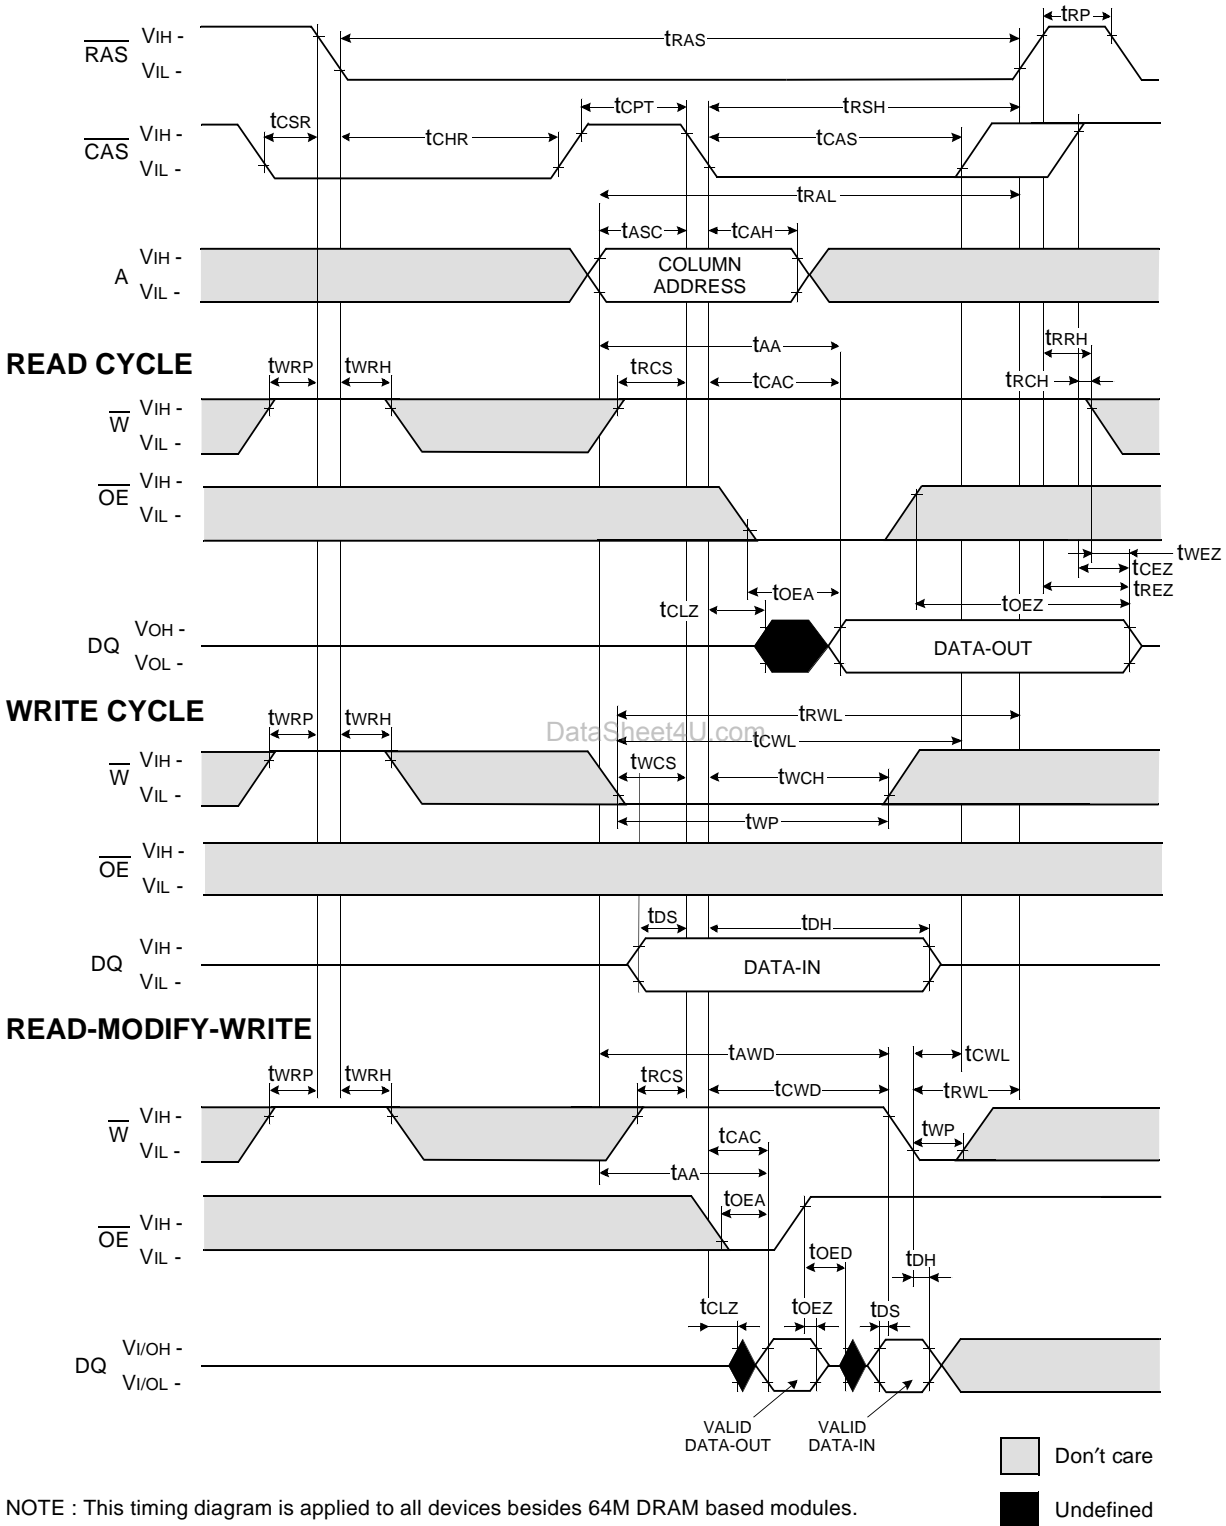 tRP
RAS VIH -
VIL -
tRAS
tCPT tRSH
tCSR
CAS VIH -
VIL -
tCHR tCAS
tRAL
tASC tCAH
A VIH -
VIL -
COLUMN
ADDRESS
tRRH
tAA
READ CYCLE
tWRP tWRH tRCS tCAC tRCH
W VIH -
VIL -
OE VIH -
VIL -
tWEZ
tCEZ
tREZ
tOEA tOEZ
tCLZ
DQ VOH -
VOL -
DATA-OUT
WRITE CYCLE
tWRP tWRH tRWL
DataSheet4U.com
tCWL
W VIH -
VIL -
tWCS tWCH
tWP
OE VIH -
VIL -
tDS tDH
DQ VIH -
VIL -
DATA-IN
READ-MODIFY-WRITE
tAWD tCWL
tWRP tWRH tRCS tCWD tRWL
W VIH -
VIL -
tCAC tWP
tAA
tOEA
OE VIH -
VIL -
tOED tDH
tCLZ tOEZ tDS
DQ VI/OH -
VI/OL -
VALID
DATA-OUT
VALID
DATA-IN
Don′t care
NOTE : This timing diagram is applied to all devices besides 64M DRAM based modules.
Undefined